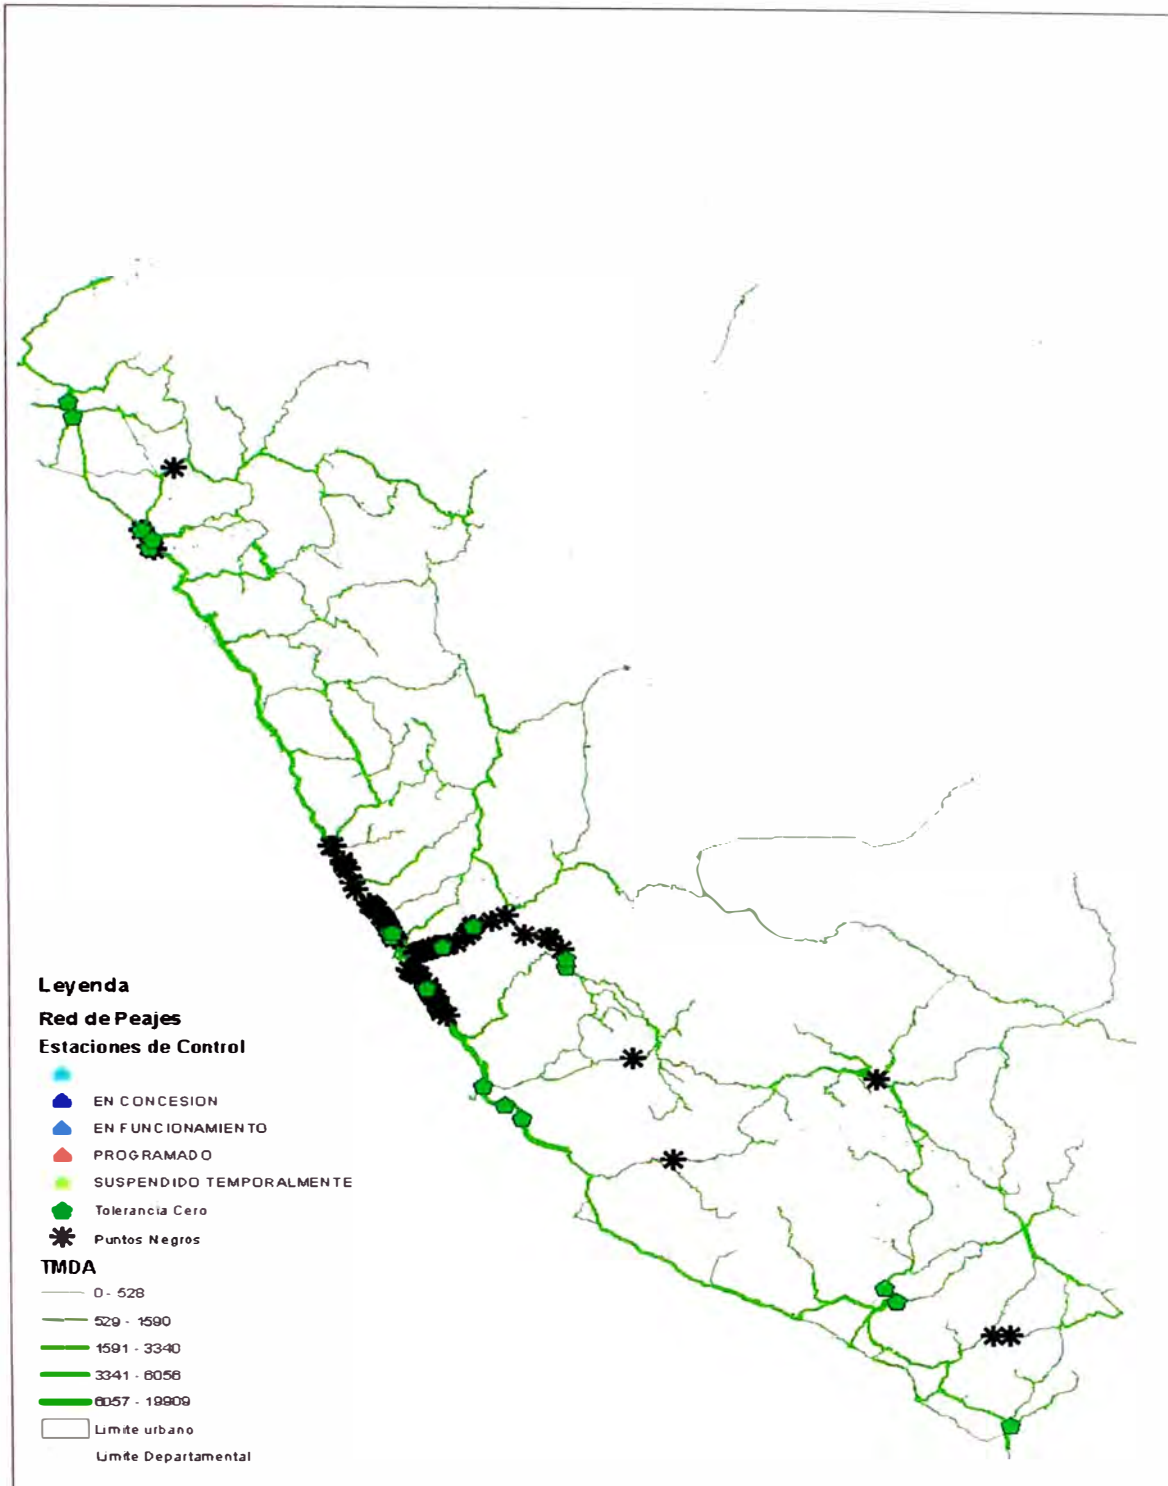 Leyenda
Red de Peajes
Estaciones de Control
EN CONCESION
EN FUNCIONAMIENTO
PROGRAMADO
SUSPENDIDO TEMPORALMENTE
Tolerancia Cero
Puntos Negros
TMDA
0 - 528
529 - 1590
1591 - 3340
3341 - 6056
6057 - 19909
Limite urbano
Limite Departamental